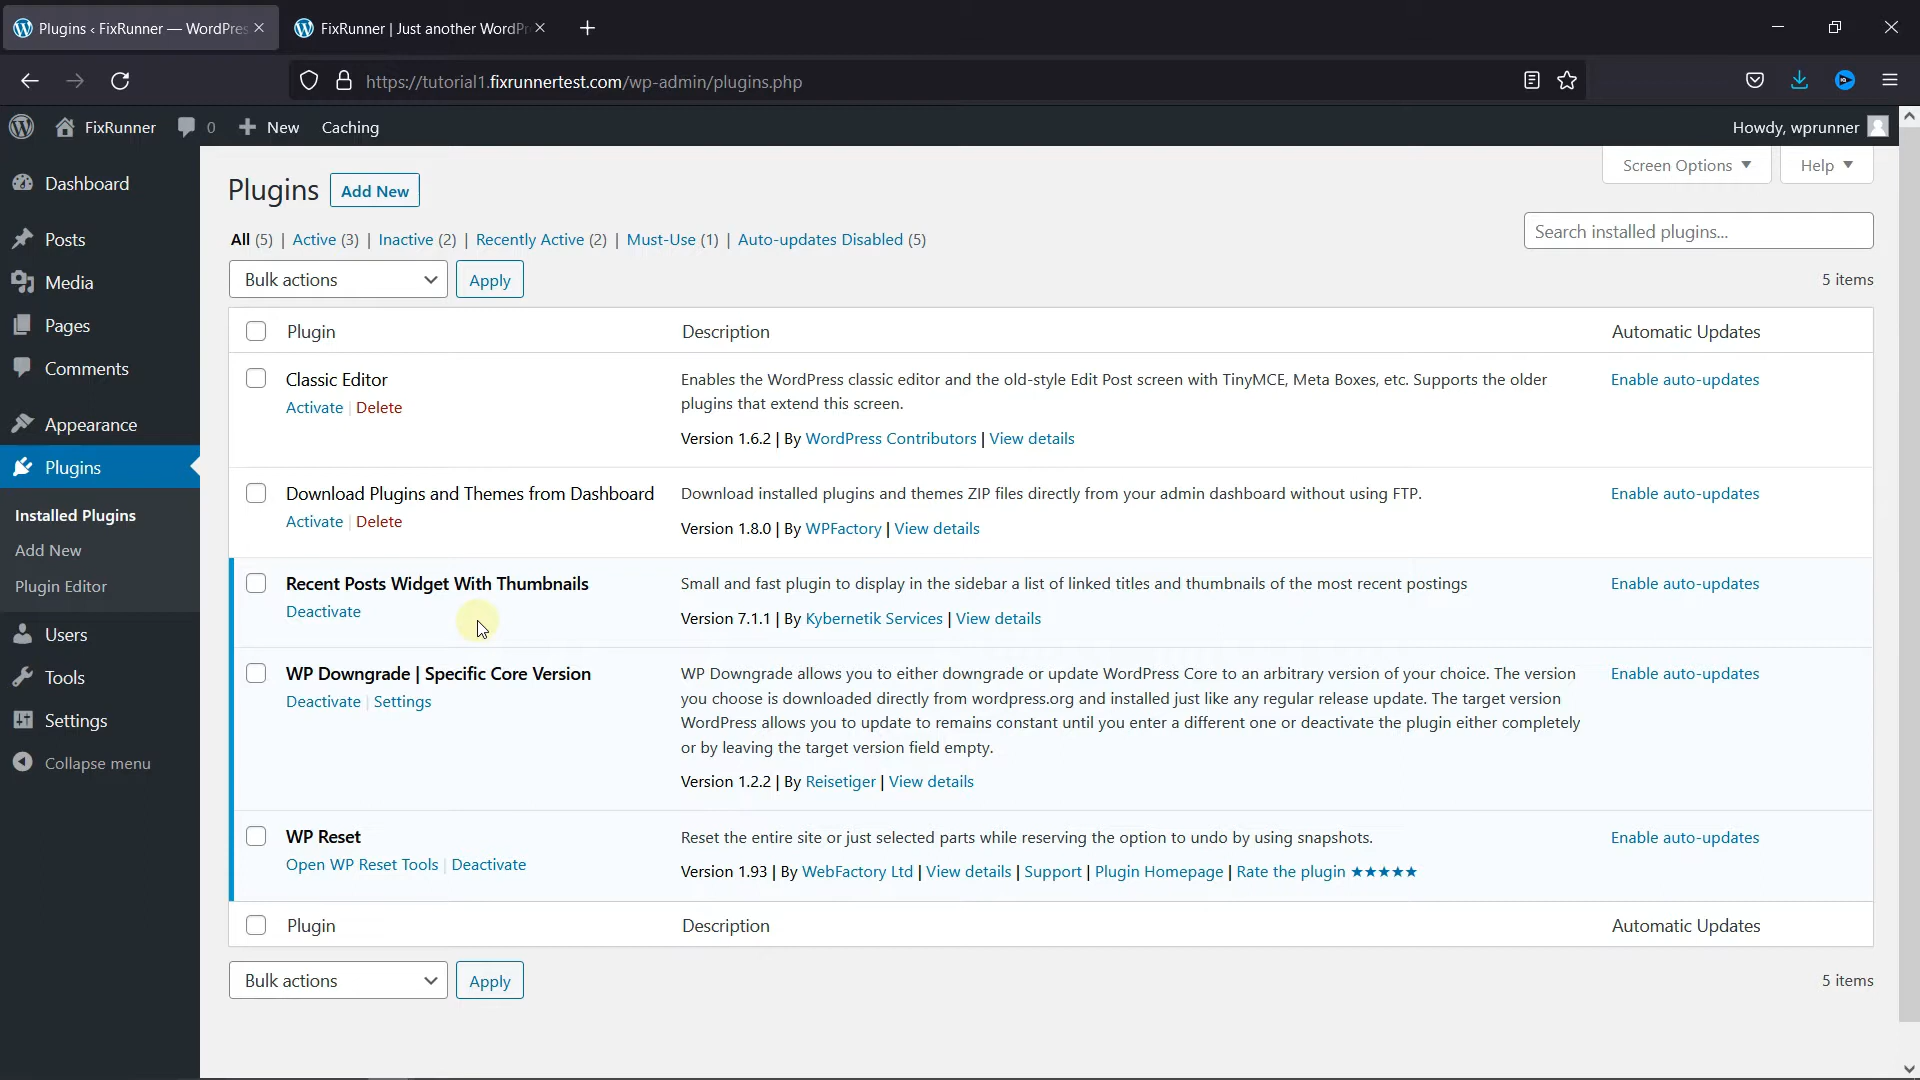 Plugins ‹ FixRunner — WordPres
FixRunner | Just another WordPr
https://tutorial1.fixrunnertest.com/wp-admin/plugins.php
FixRunner
0
New
Caching
Howdy, wprunner
Dashboard
Posts
Media
Pages
Comments
Appearance
Plugins
Installed Plugins
Add New
Plugin Editor
Users
Tools
Settings
Collapse menu
Screen Options
Help
Plugins
Add New
All (5) | Active (3) | Inactive (2) | Recently Active (2) | Must-Use (1) | Auto-updates Disabled (5)
Search installed plugins...
Bulk actions
Apply
5 items
Plugin Description Automatic Updates
Classic Editor
Activate | Delete
Enables the WordPress classic editor and the old-style Edit Post screen with TinyMCE, Meta Boxes, etc. Supports the older
plugins that extend this screen.
Version 1.6.2 | By WordPress Contributors | View details
Enable auto-updates
Download Plugins and Themes from Dashboard
Activate | Delete
Download installed plugins and themes ZIP files directly from your admin dashboard without using FTP.
Version 1.8.0 | By WPFactory | View details
Enable auto-updates
Recent Posts Widget With Thumbnails
Deactivate
Small and fast plugin to display in the sidebar a list of linked titles and thumbnails of the most recent postings
Version 7.1.1 | By Kybernetik Services | View details
Enable auto-updates
WP Downgrade | Specific Core Version
Deactivate | Settings
WP Downgrade allows you to either downgrade or update WordPress Core to an arbitrary version of your choice. The version
you choose is downloaded directly from wordpress.org and installed just like any regular release update. The target version
WordPress allows you to update to remains constant until you enter a different one or deactivate the plugin either completely
or by leaving the target version field empty.
Version 1.2.2 | By Reisetiger | View details
Enable auto-updates
WP Reset
Open WP Reset Tools | Deactivate
Reset the entire site or just selected parts while reserving the option to undo by using snapshots.
Version 1.93 | By WebFactory Ltd | View details | Support | Plugin Homepage | Rate the plugin ★★★★★
Enable auto-updates
Plugin Description Automatic Updates
Bulk actions
Apply
5 items